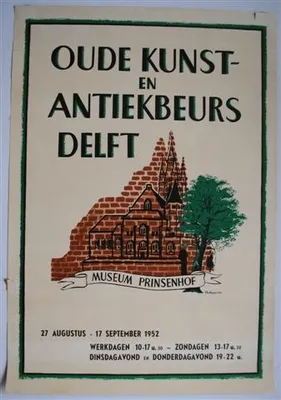 OUDE KUNST-
EN
ANTIEKBEURS
DELFT
MUSEUM PRINSENHOF
27 AUGUSTUS - 17 SEPTEMBER 1952
WERKDAGEN 10-17 u. 30 - ZONDAGEN 13-17 u. 30
DINSDAGAVOND EN DONDERDAGAVOND 19-22 u.